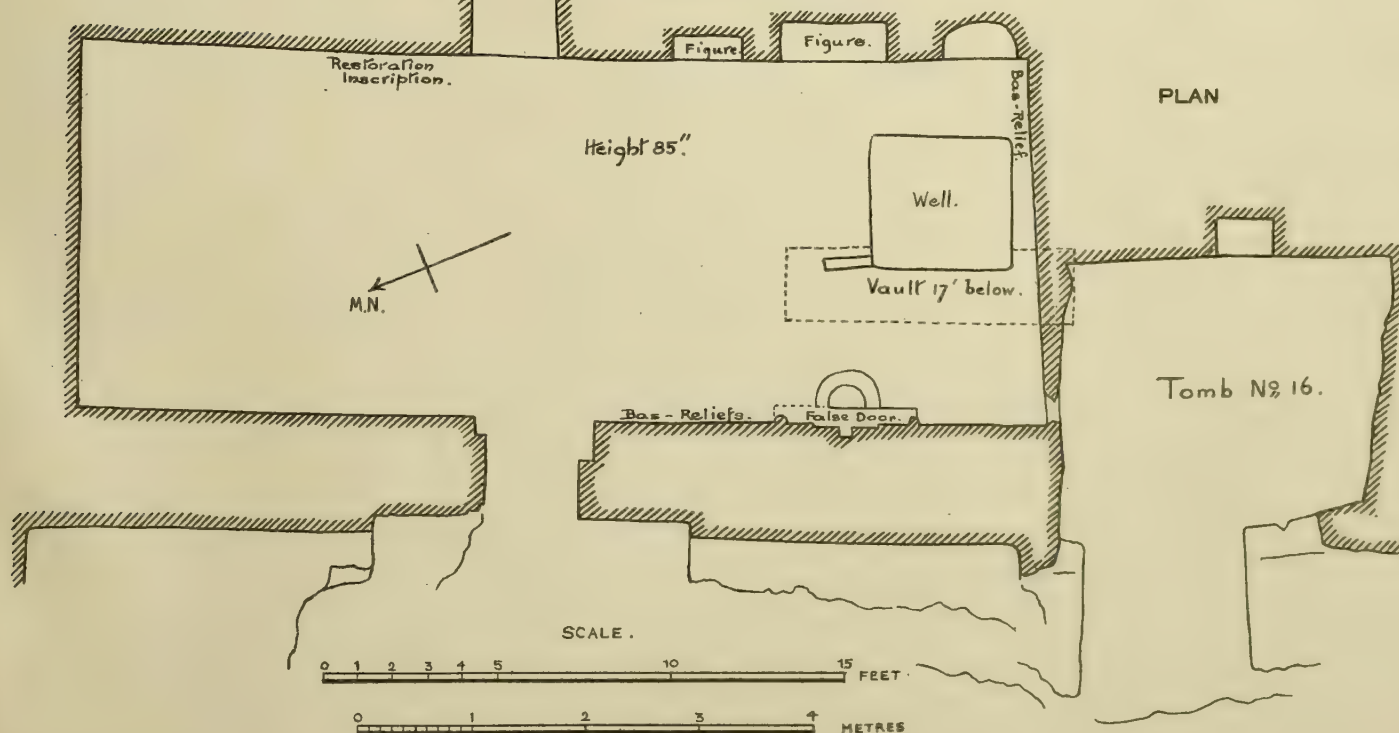 Figure.
Figure.
Restoration
Inscription.
Bas-Relief.
PLAN
Height 85".
Well.
M.N.
Vault 17' below.
Tomb No, 16.
Bas-Reliefs.
False Door.
SCALE.
0 1 2 3 4 5 10 15 FEET
0 1 2 3 4 METRES